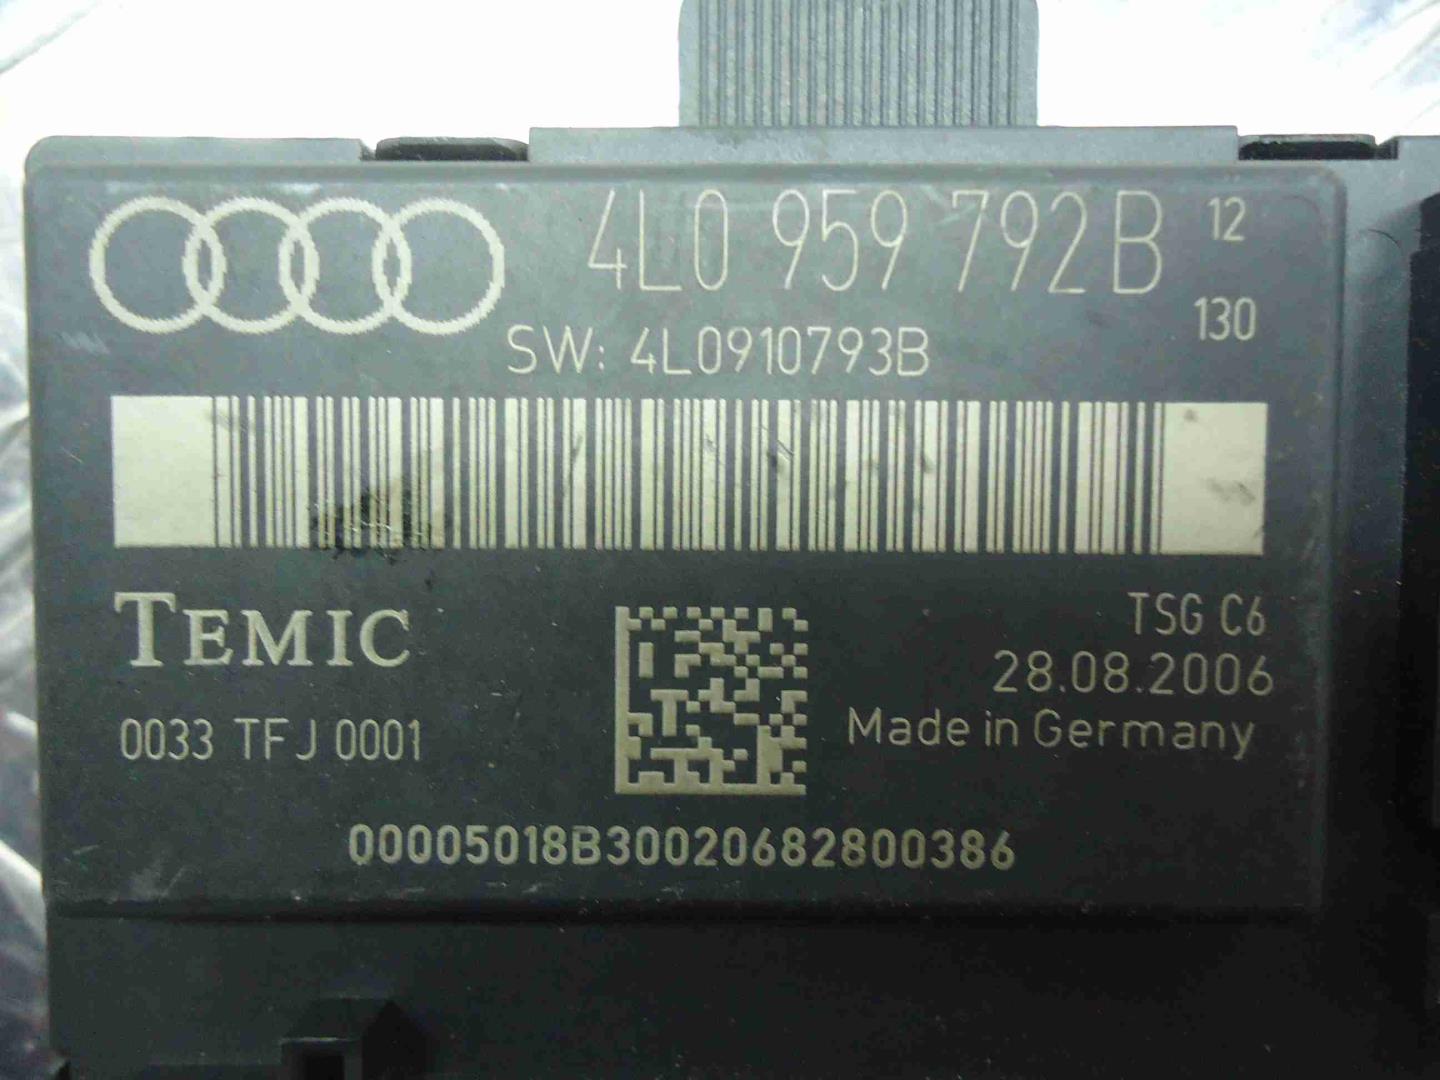 4L0 959 792B 12
SW: 4L0910793B 130
TEMIC
0033 TFJ 0001
TSG C6
28.08.2006
Made in Germany
00005018B30020682800386